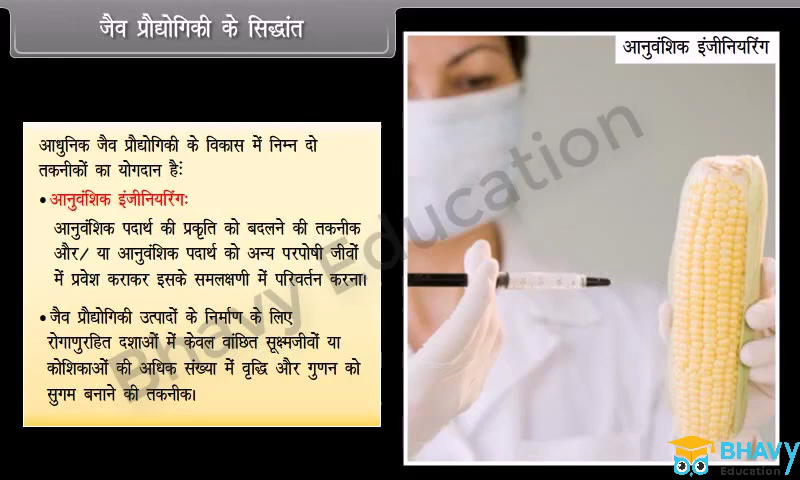 जैव प्रौद्योगिकी के सिद्धांत
आनुवंशिक इंजीनियरिंग
आधुनिक जैव प्रौद्योगिकी के विकास में निम्न दो
तकनीकों का योगदान है:
• आनुवंशिक इंजीनियरिंगः
आनुवंशिक पदार्थ की प्रकृति को बदलने की तकनीक
और/ या आनुवंशिक पदार्थ को अन्य परपोषी जीवों
में प्रवेश कराकर इसके समलक्षणी में परिवर्तन करना।
• जैव प्रौद्योगिकी उत्पादों के निर्माण के लिए
रोगाणुरहित दशाओं में केवल वांछित सूक्ष्मजीवों या
कोशिकाओं की अधिक संख्या में वृद्धि और गुणन को
सुगम बनाने की तकनीक।
Bhavy Education
BHAVY
Education